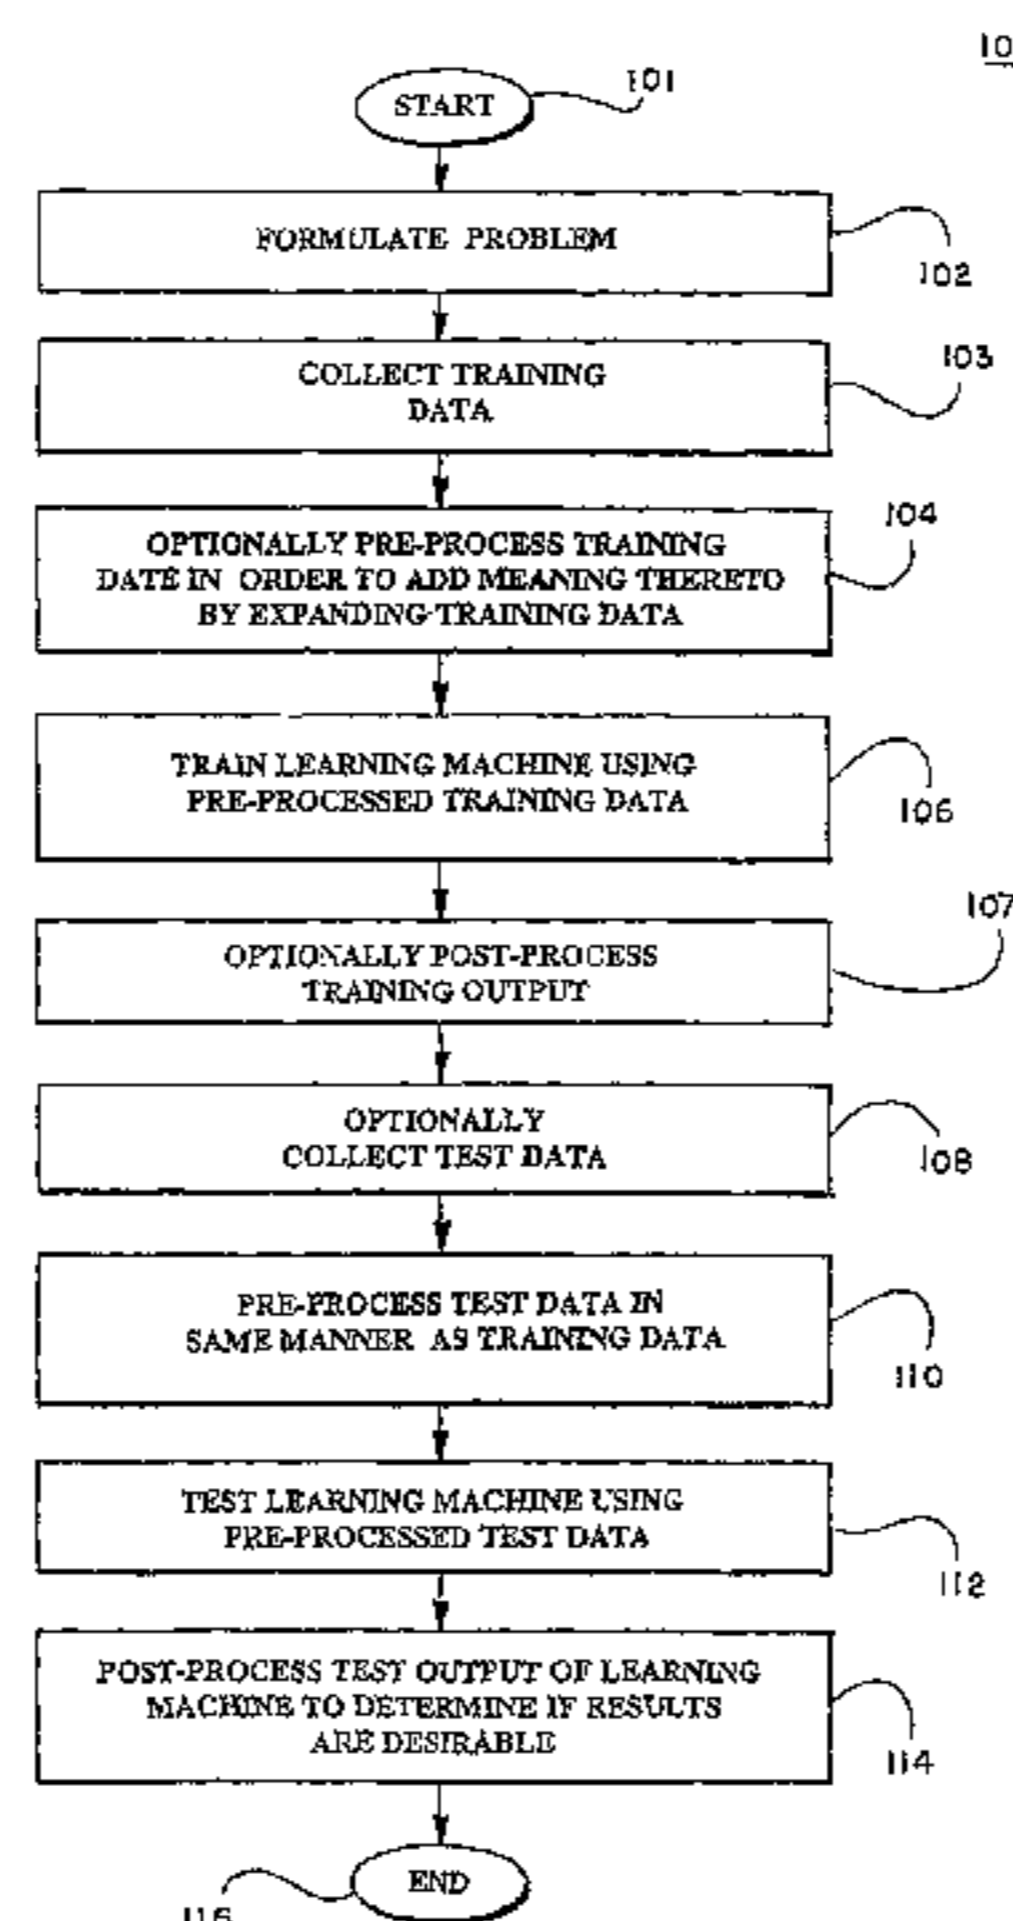 START
101
FORMULATE PROBLEM
102
COLLECT TRAINING
DATA
103
OPTIONALLY PRE-PROCESS TRAINING
DATE IN ORDER TO ADD MEANING THERETO
BY EXPANDING TRAINING DATA
104
TRAIN LEARNING MACHINE USING
PRE-PROCESSED TRAINING DATA
106
OPTIONALLY POST-PROCESS
TRAINING OUTPUT
107
OPTIONALLY
COLLECT TEST DATA
108
PRE-PROCESS TEST DATA IN
SAME MANNER AS TRAINING DATA
110
TEST LEARNING MACHINE USING
PRE-PROCESSED TEST DATA
112
POST-PROCESS TEST OUTPUT OF LEARNING
MACHINE TO DETERMINE IF RESULTS
ARE DESIRABLE
114
END